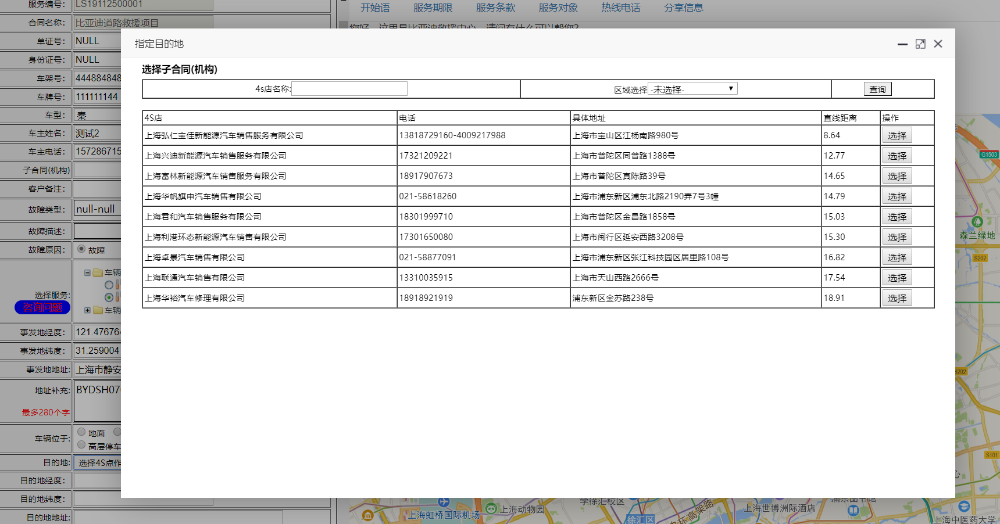 服务编号：
LS19112500001
合同名称：
比亚迪道路救援项目
单证号：
NULL
身份证号：
NULL
车架号：
444884848
车牌号：
111111144
车型：
秦
车主姓名：
测试2
车主电话：
157286715
子合同(机构)
客户备注：
故障类型：
null-null
故障描述：
故障原因：
故障
选择服务:
咨询问题
车辆
车辆
事发地经度：
121.476764
事发地纬度：
31.259004
事发地地址:
上海市静安
地址补充:
最多280个字
BYDSH07
车辆位于:
地面
高层停车
目的地:
选择4S点作
目的地经度：
目的地纬度：
目的地地址:
开始语 服务期限 服务条款 服务对象 热线电话 分享信息
您好，这里是比亚迪救援中心，请问有什么可以帮您?
指定目的地
选择子合同(机构)
4s店名称:
区域选择 -未选择-
查询
4S店 电话 具体地址 直线距离 操作
上海弘仁宝佳新能源汽车销售服务有限公司 13818729160-4009217988 上海市宝山区江杨南路980号 8.64 选择
上海兴迪新能源汽车销售服务有限公司 17321209221 上海市普陀区同普路1388号 12.77 选择
上海富林新能源汽车销售服务有限公司 18917907673 上海市普陀区真陈路39号 14.65 选择
上海华帆旗申汽车销售有限公司 021-58618260 上海市浦东新区浦东北路2190弄7号3幢 14.79 选择
上海君和汽车销售服务有限公司 18301999710 上海市普陀区金昌路1858号 15.03 选择
上海利港环态新能源汽车销售有限公司 17301650080 上海市闽行区延安西路3208号 15.30 选择
上海卓景汽车销售有限公司 021-58877091 上海市浦东新区张江科技园区居里路108号 16.82 选择
上海联通汽车销售有限公司 13310035915 上海市天山西路2666号 17.54 选择
上海华裕汽车修理有限公司 18918921919 浦东新区金苏路238号 18.91 选择
G1503
森兰绿地
S202
S202
S101
学徐汇校区
上海虹桥国际机场
上海动物园
徐汇区
内环高架路
上海世博洲际酒店
浦东图书馆
上海中医药大学